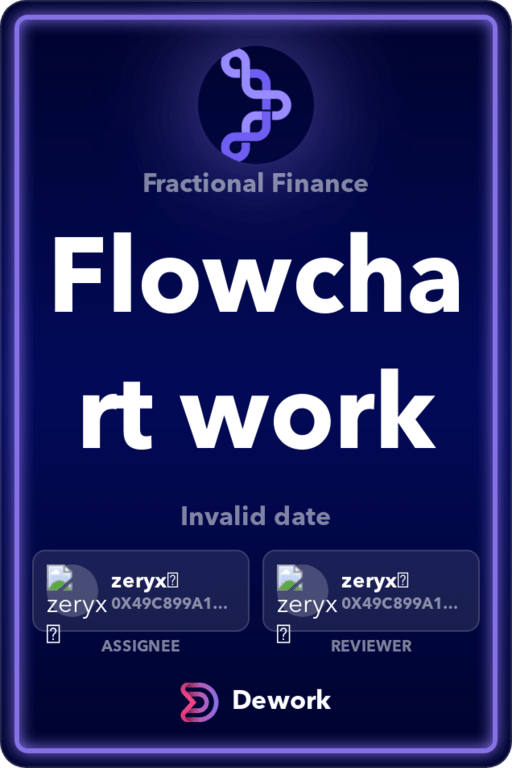 Fractional Finance
Flowcha
rt work
Invalid date
zeryx
0X49C899A1...
zeryx
ASSIGNEE
zeryx
0X49C899A1...
zeryx
REVIEWER
Dework